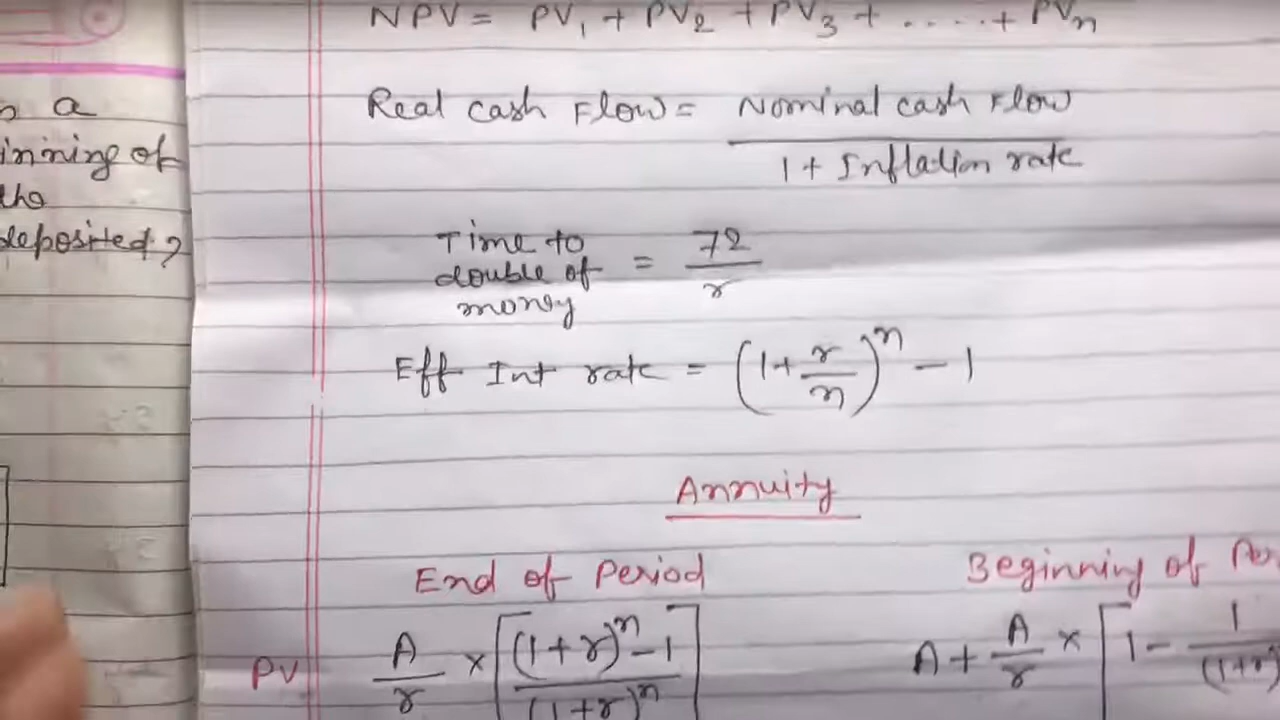 a
inning of
the
deposited?
NPV = PV₁ + PV₂ + PV₃ + ..... + PVₙ
Real cash Flow = Nominal cash Flow / 1 + Inflation rate
Time to double of money = 72 / r
Eff Int rate = (1 + r/n)ⁿ - 1
Annuity
End of Period
Beginning of
PV A/r × [(1+r)ⁿ - 1 / (1+r)ⁿ]
A + A/r × [1 - 1 / (1+r)